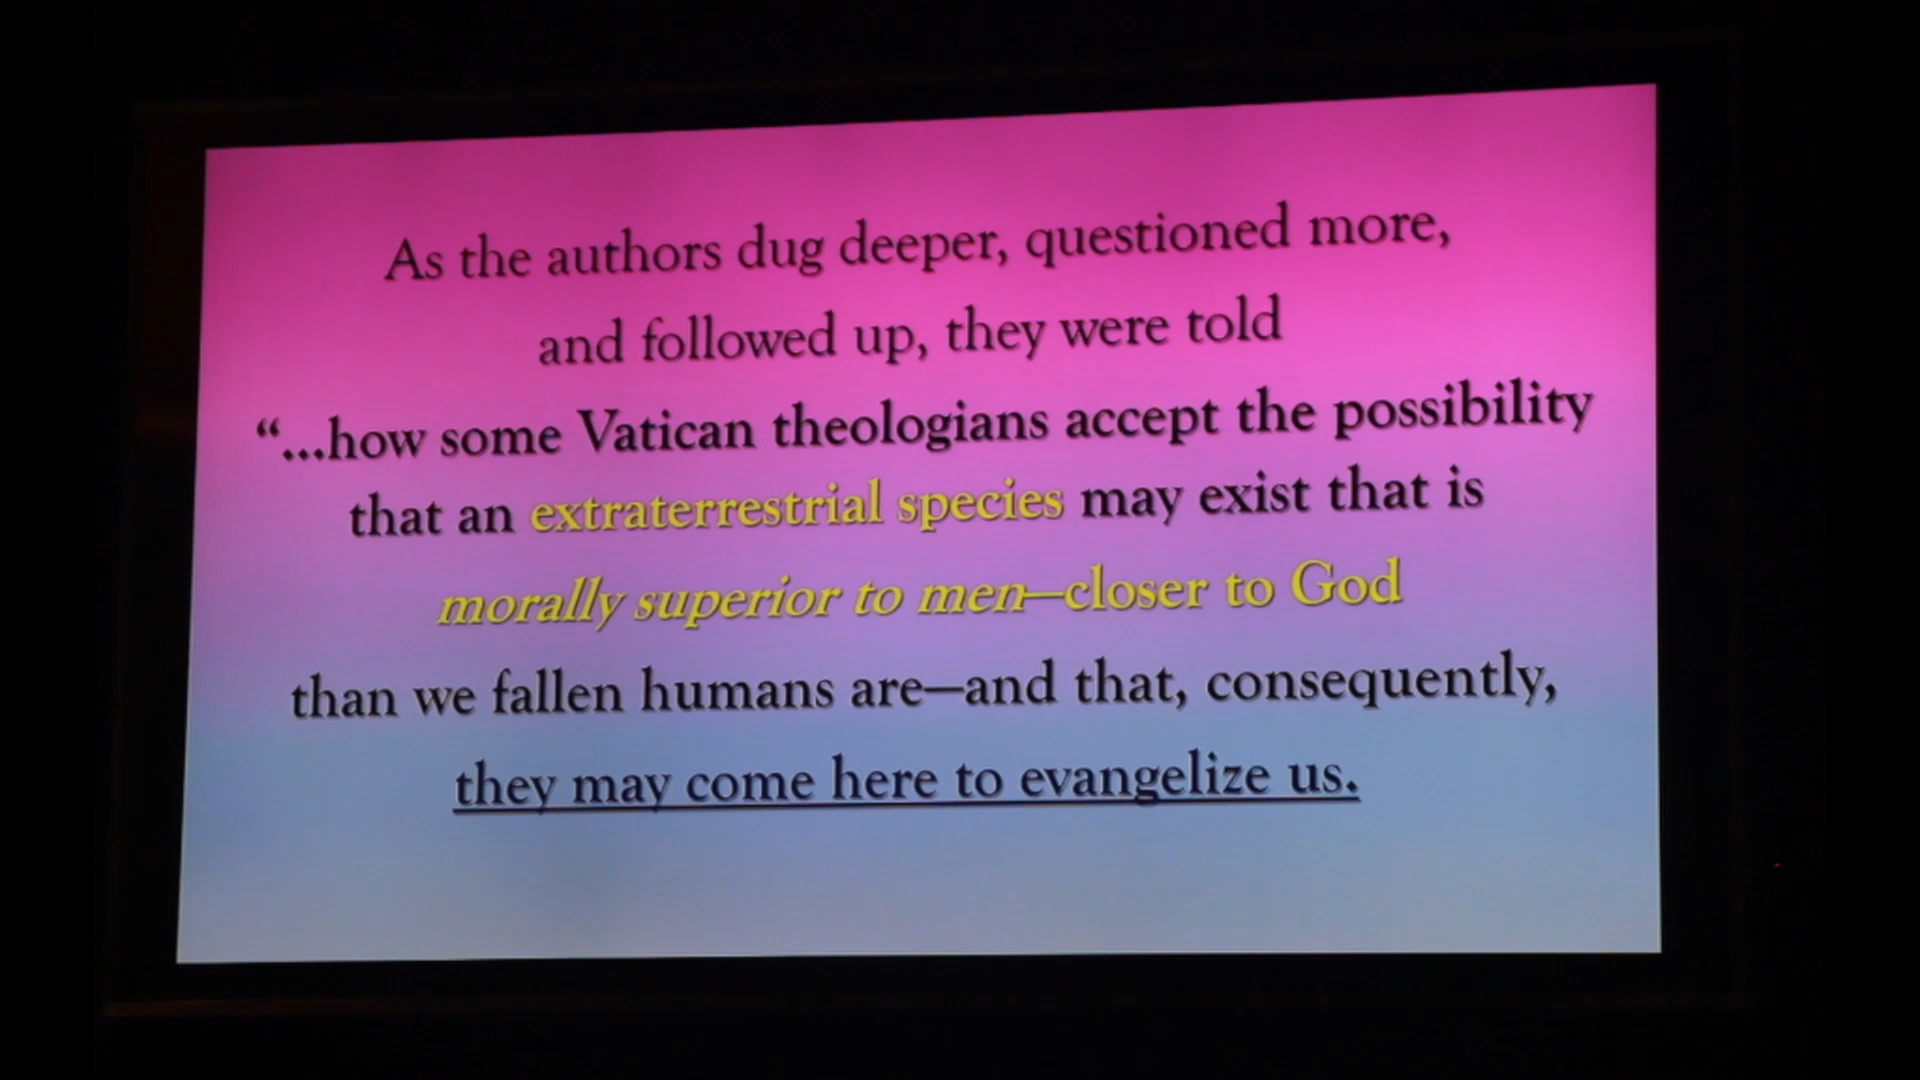 As the authors dug deeper, questioned more,
and followed up, they were told
“...how some Vatican theologians accept the possibility
that an extraterrestrial species may exist that is
morally superior to men—closer to God
than we fallen humans are—and that, consequently,
they may come here to evangelize us.